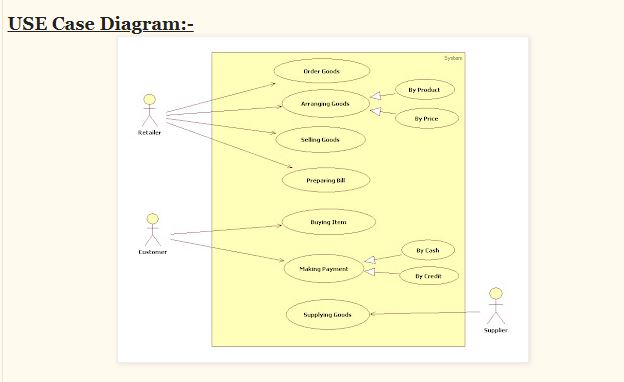 USE Case Diagram:-
System
Order Goods
By Product
Arranging Goods
By Price
Retailer
Selling Goods
Preparing Bill
Buying Item
Customer
By Cash
Making Payment
By Credit
Supplying Goods
Supplier